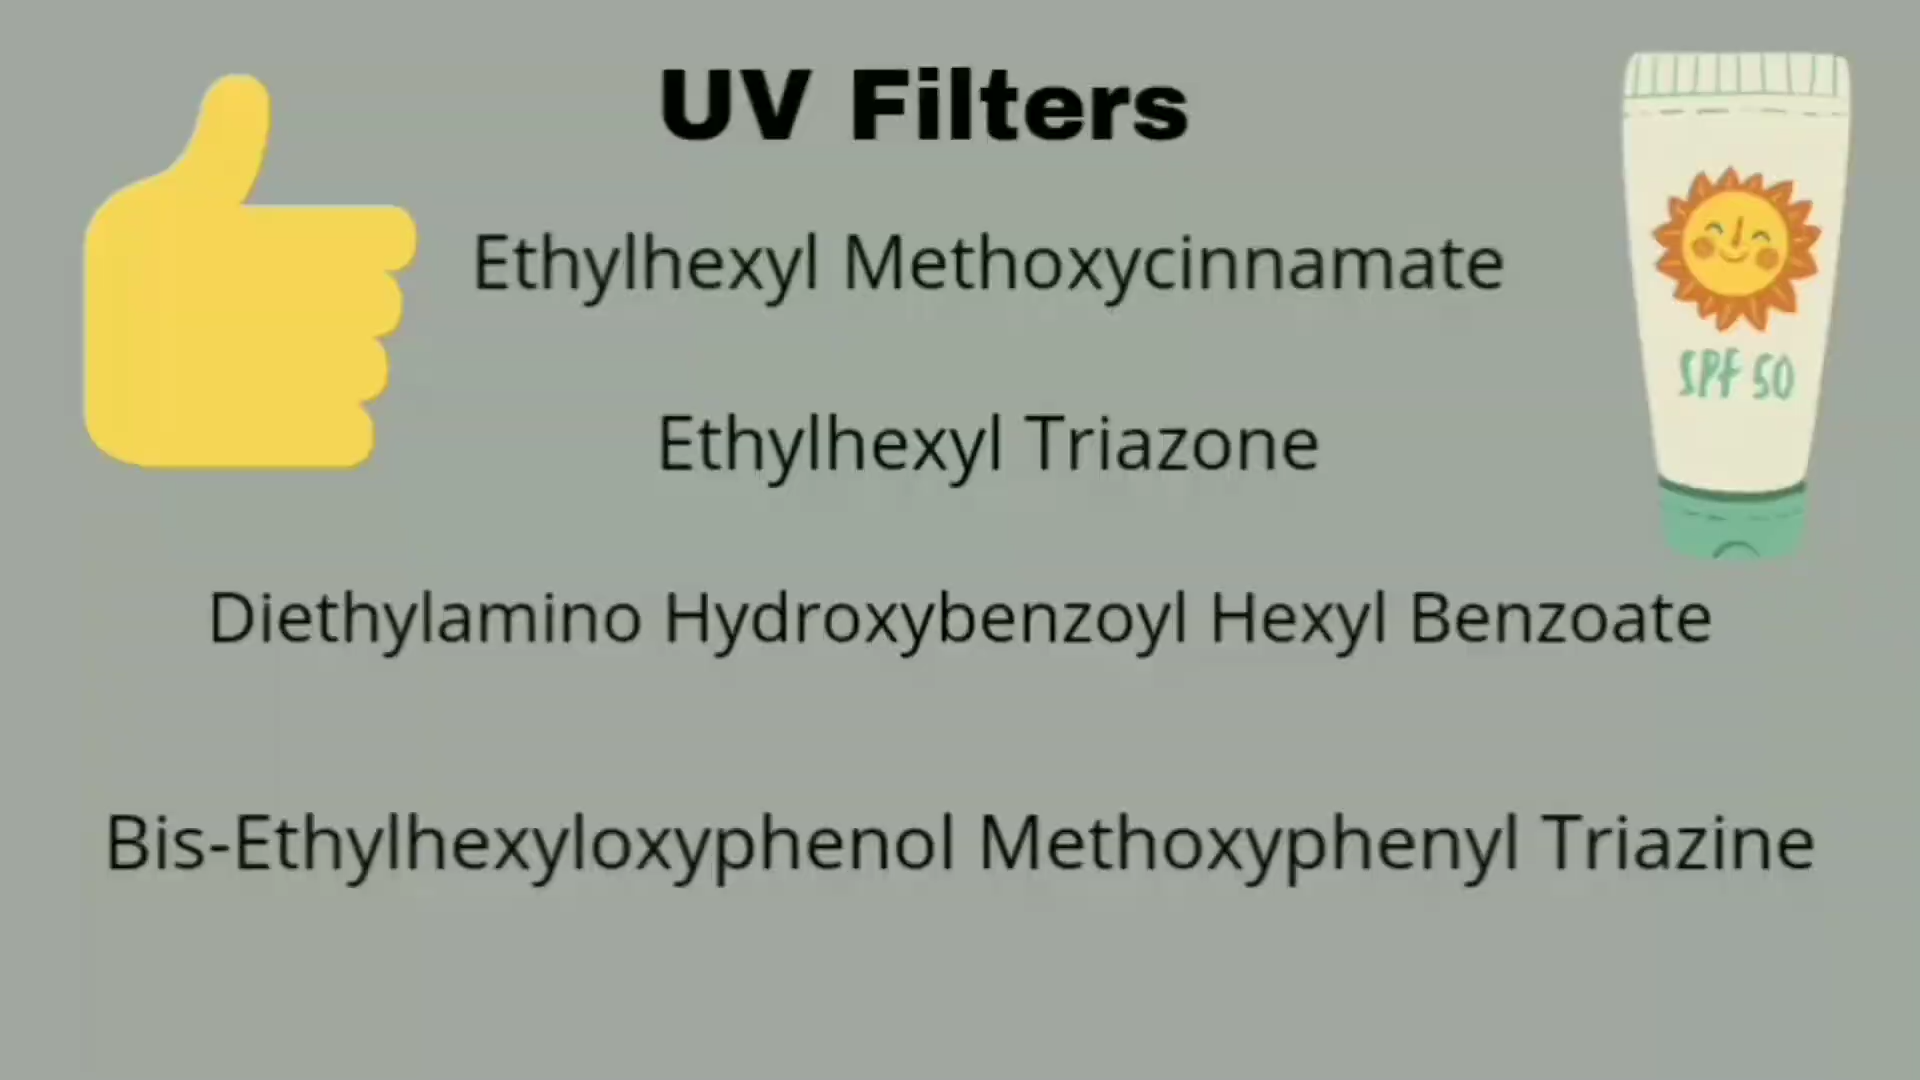 UV Filters
Ethylhexyl Methoxycinnamate
SPF 50
Ethylhexyl Triazone
Diethylamino Hydroxybenzoyl Hexyl Benzoate
Bis-Ethylhexyloxyphenol Methoxyphenyl Triazine